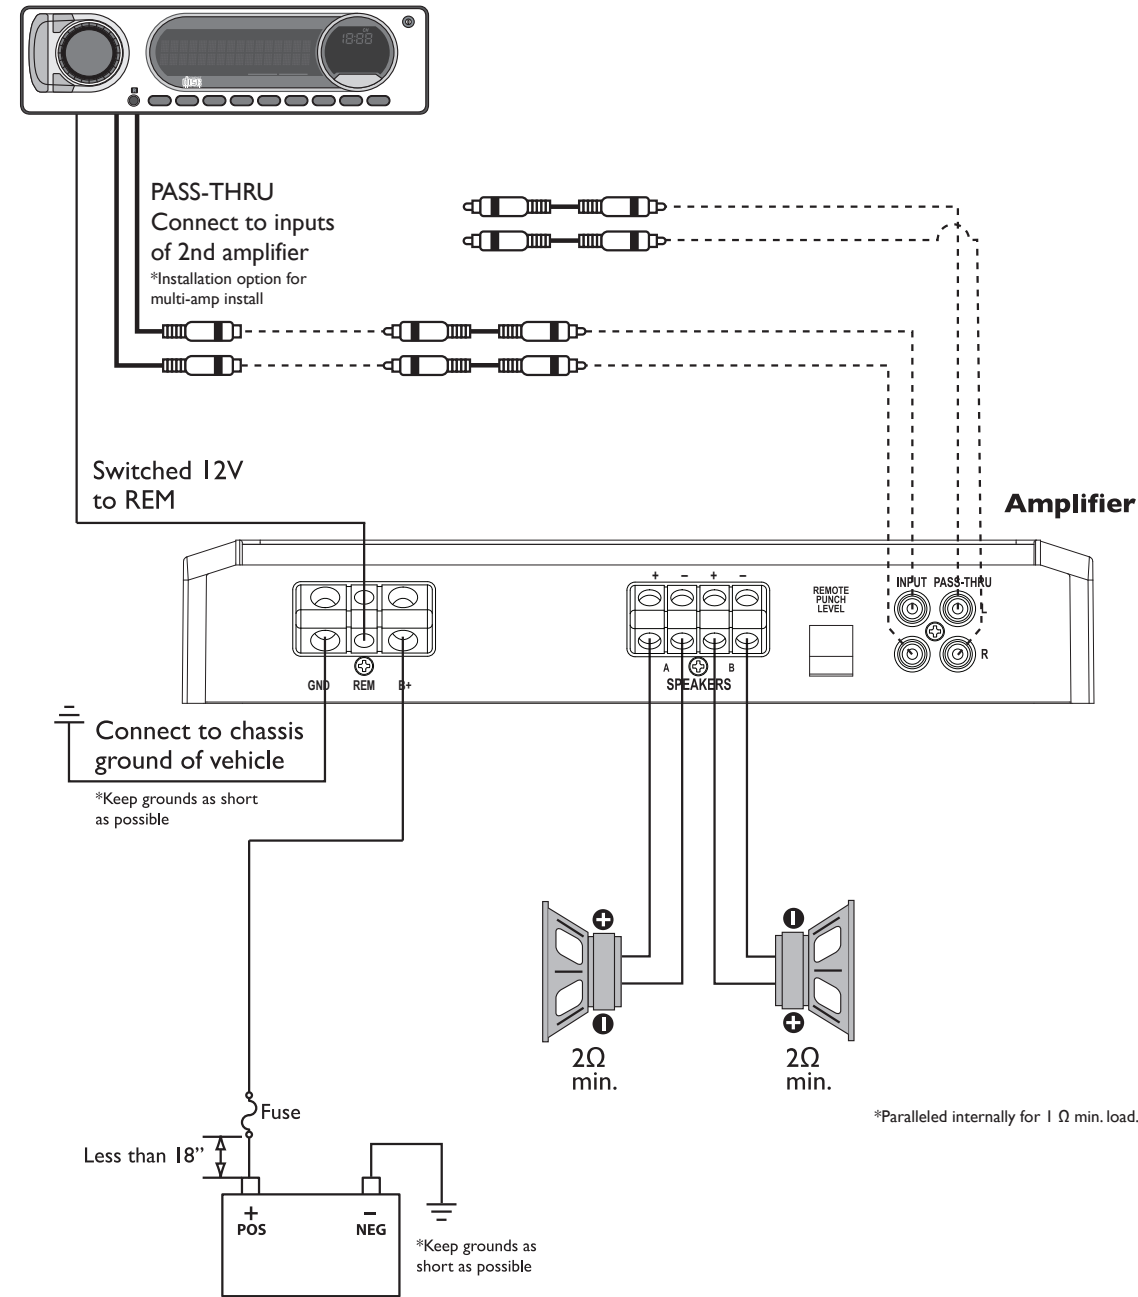 18:88
PASS-THRU
Connect to inputs
of 2nd amplifier
*Installation option for
multi-amp install
Switched 12V
to REM
Amplifier
+ – + –
REMOTE
PUNCH
LEVEL
INPUT PASS-THRU
L
R
A B
SPEAKERS
GND REM B+
Connect to chassis
ground of vehicle
*Keep grounds as short
as possible
2Ω
min.
2Ω
min.
*Paralleled internally for 1 Ω min. load.
Fuse
Less than 18”
+
POS
–
NEG
*Keep grounds as
short as possible